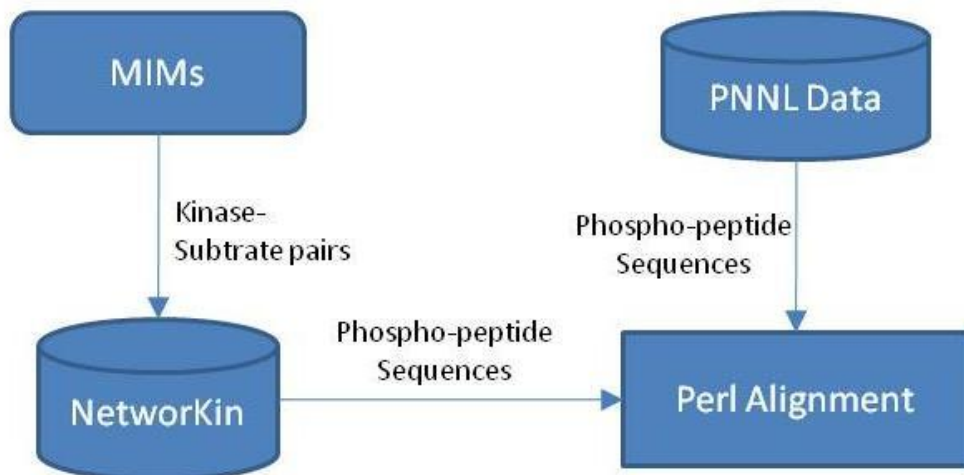 MIMs
PNNL Data
Kinase-
Subtrate pairs
Phospho-peptide
Sequences
Phospho-peptide
Sequences
NetworKin
Perl Alignment